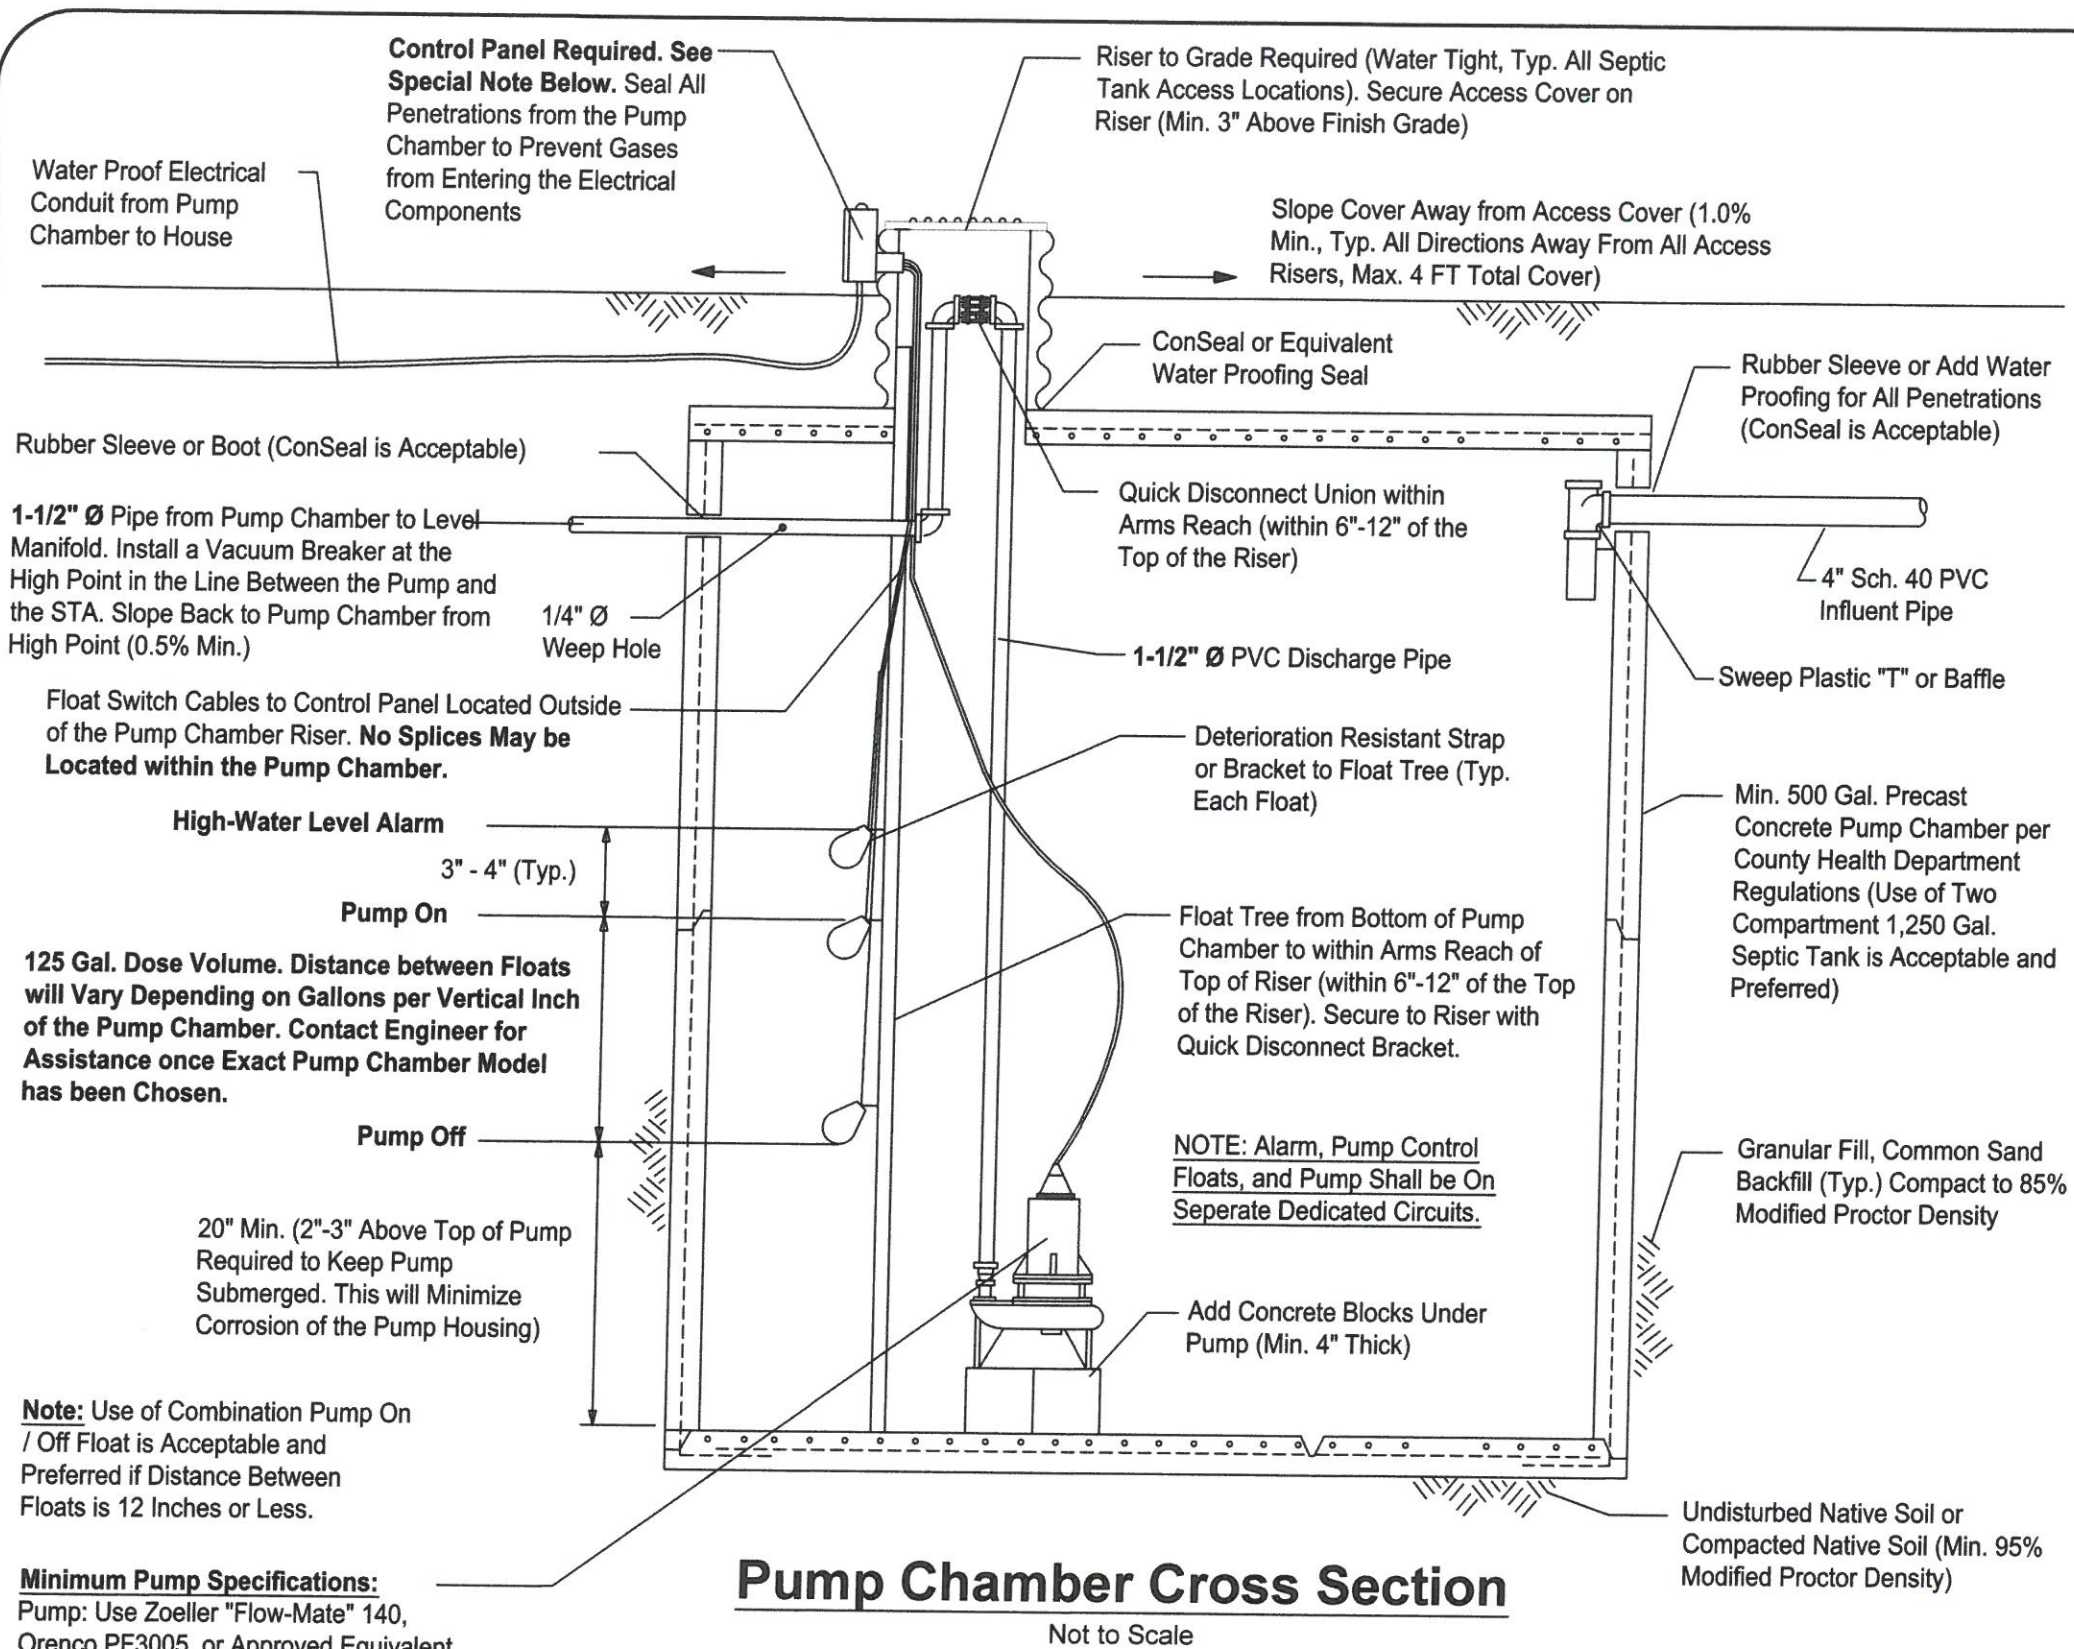 Control Panel Required. See
Special Note Below. Seal All
Penetrations from the Pump
Chamber to Prevent Gases
from Entering the Electrical
Components
Riser to Grade Required (Water Tight, Typ. All Septic
Tank Access Locations). Secure Access Cover on
Riser (Min. 3" Above Finish Grade)
Water Proof Electrical
Conduit from Pump
Chamber to House
Slope Cover Away from Access Cover (1.0%
Min., Typ. All Directions Away From All Access
Risers, Max. 4 FT Total Cover)
ConSeal or Equivalent
Water Proofing Seal
Rubber Sleeve or Add Water
Proofing for All Penetrations
(ConSeal is Acceptable)
Rubber Sleeve or Boot (ConSeal is Acceptable)
1-1/2" Ø Pipe from Pump Chamber to Level
Manifold. Install a Vacuum Breaker at the
High Point in the Line Between the Pump and
the STA. Slope Back to Pump Chamber from
High Point (0.5% Min.)
1/4" Ø
Weep Hole
Quick Disconnect Union within
Arms Reach (within 6"-12" of the
Top of the Riser)
4" Sch. 40 PVC
Influent Pipe
1-1/2" Ø PVC Discharge Pipe
Sweep Plastic "T" or Baffle
Float Switch Cables to Control Panel Located Outside
of the Pump Chamber Riser. No Splices May be
Located within the Pump Chamber.
Deterioration Resistant Strap
or Bracket to Float Tree (Typ.
Each Float)
Min. 500 Gal. Precast
Concrete Pump Chamber per
County Health Department
Regulations (Use of Two
Compartment 1,250 Gal.
Septic Tank is Acceptable and
Preferred)
High-Water Level Alarm
3" - 4" (Typ.)
Pump On
Float Tree from Bottom of Pump
Chamber to within Arms Reach of
Top of Riser (within 6"-12" of the Top
of the Riser). Secure to Riser with
Quick Disconnect Bracket.
125 Gal. Dose Volume. Distance between Floats
will Vary Depending on Gallons per Vertical Inch
of the Pump Chamber. Contact Engineer for
Assistance once Exact Pump Chamber Model
has been Chosen.
Pump Off
NOTE: Alarm, Pump Control
Floats, and Pump Shall be On
Seperate Dedicated Circuits.
Granular Fill, Common Sand
Backfill (Typ.) Compact to 85%
Modified Proctor Density
20" Min. (2"-3" Above Top of Pump
Required to Keep Pump
Submerged. This will Minimize
Corrosion of the Pump Housing)
Add Concrete Blocks Under
Pump (Min. 4" Thick)
Note: Use of Combination Pump On
/ Off Float is Acceptable and
Preferred if Distance Between
Floats is 12 Inches or Less.
Undisturbed Native Soil or
Compacted Native Soil (Min. 95%
Modified Proctor Density)
Minimum Pump Specifications:
Pump: Use Zoeller "Flow-Mate" 140,
Orenco PF3005, or Approved Equivalent
Pump Chamber Cross Section
Not to Scale